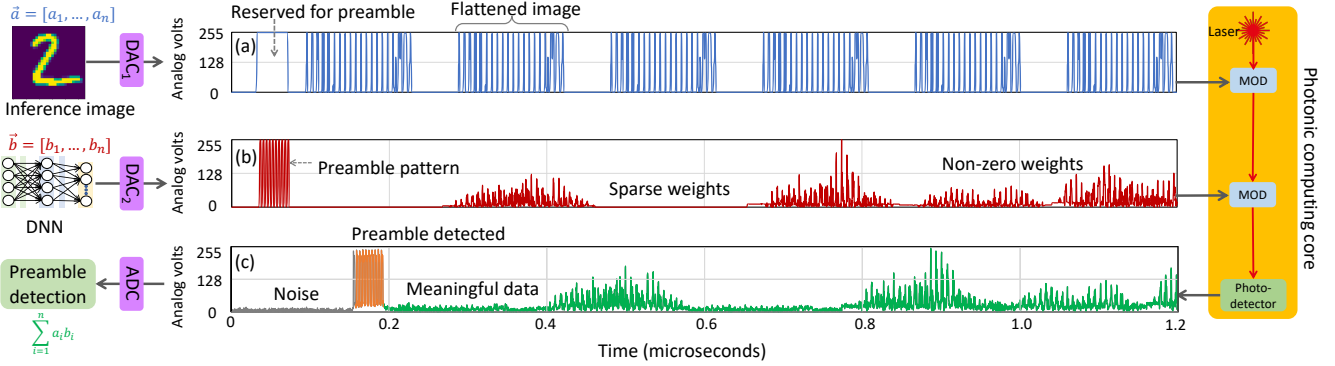 a⃗ = [a₁, …, aₙ]
Inference image
DAC₁
Analog volts
255
128
0
(a)
Reserved for preamble
Flattened image
b⃗ = [b₁, …, bₙ]
DNN
DAC₂
Analog volts
255
128
0
(b)
Preamble pattern
Sparse weights
Non-zero weights
Preamble detection
∑ᵢ₌₁ⁿ aᵢbᵢ
ADC
Analog volts
255
128
0
(c)
Preamble detected
Noise
Meaningful data
0 0.2 0.4 0.6 0.8 1.0 1.2
Time (microseconds)
Laser
MOD
MOD
Photo-
detector
Photonic computing core